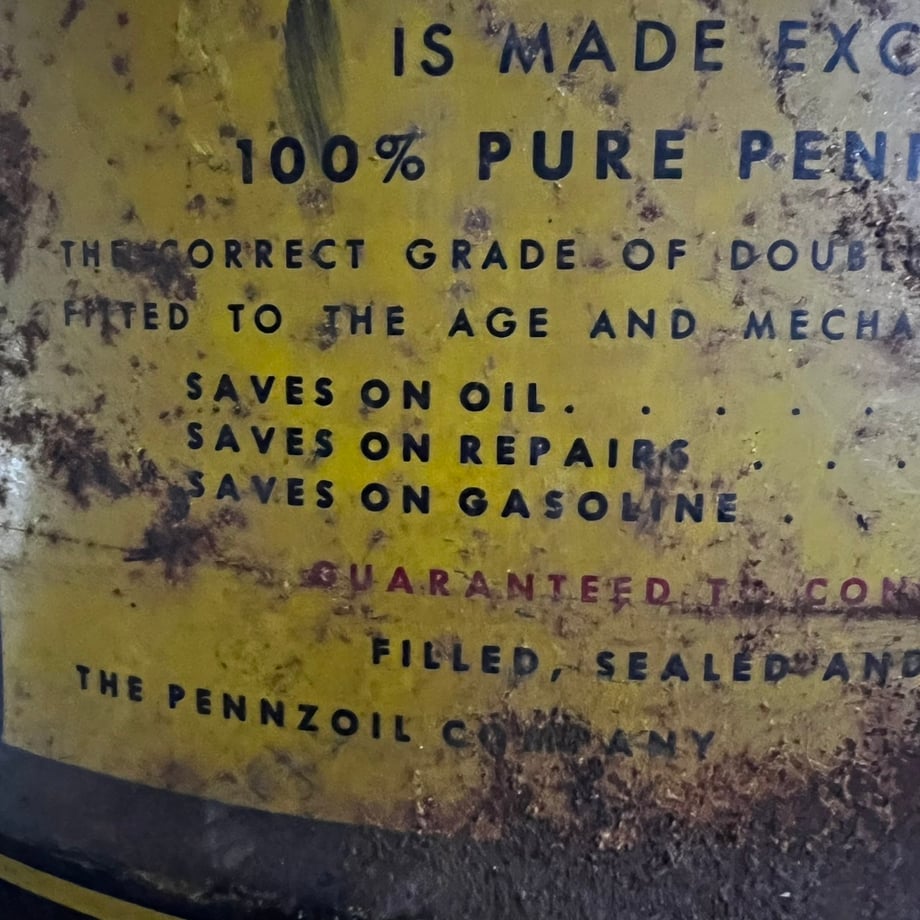 IS MADE EXC
100% PURE PEN
THE CORRECT GRADE OF DOUBL
FITTED TO THE AGE AND MECHA
SAVES ON OIL. . . . .
SAVES ON REPAIRS . . .
SAVES ON GASOLINE . .
GUARANTEED TO CON
FILLED, SEALED AND
THE PENNZOIL COMPANY